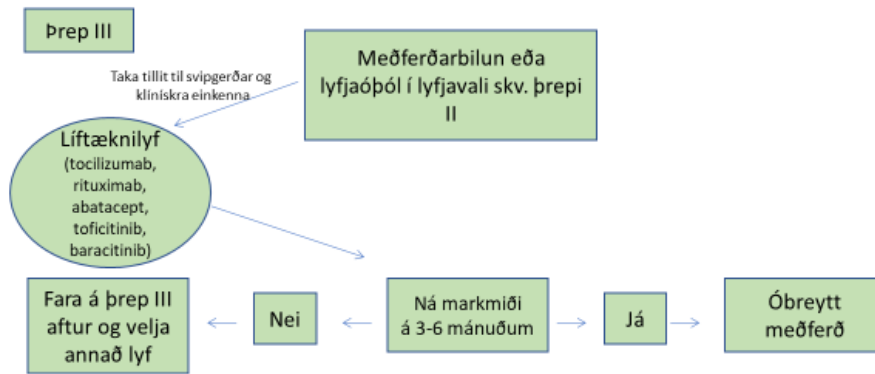 Þrep III
Meðferðarbilun eða
lyfjaóþól í lyfjavali skv. þrepi
II
Taka tillit til svipgerðar og
klíniskra einkenna
Líftæknilyf
(tocilizumab,
rituximab,
abatacept,
toficitinib,
baracitinib)
Fara á þrep III
aftur og velja
annað lyf
Nei
Ná markmiði
á 3-6 mánuðum
Já
Óbreytt
meðferð